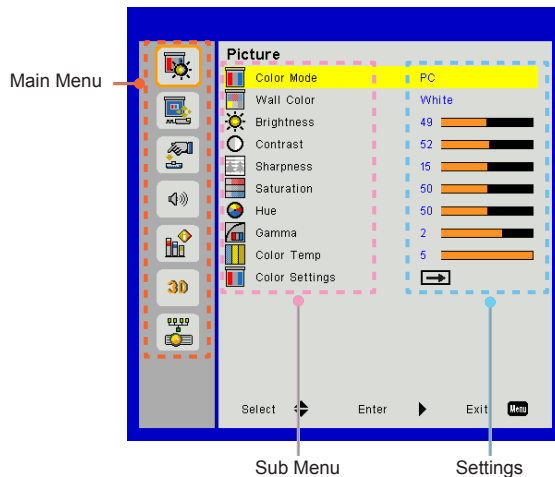 Main Menu
Picture
Color Mode PC
Wall Color White
Brightness 49
Contrast 52
Sharpness 15
Saturation 50
Hue 50
Gamma 2
Color Temp 5
Color Settings
3D
Select Enter Exit Menu
Sub Menu Settings